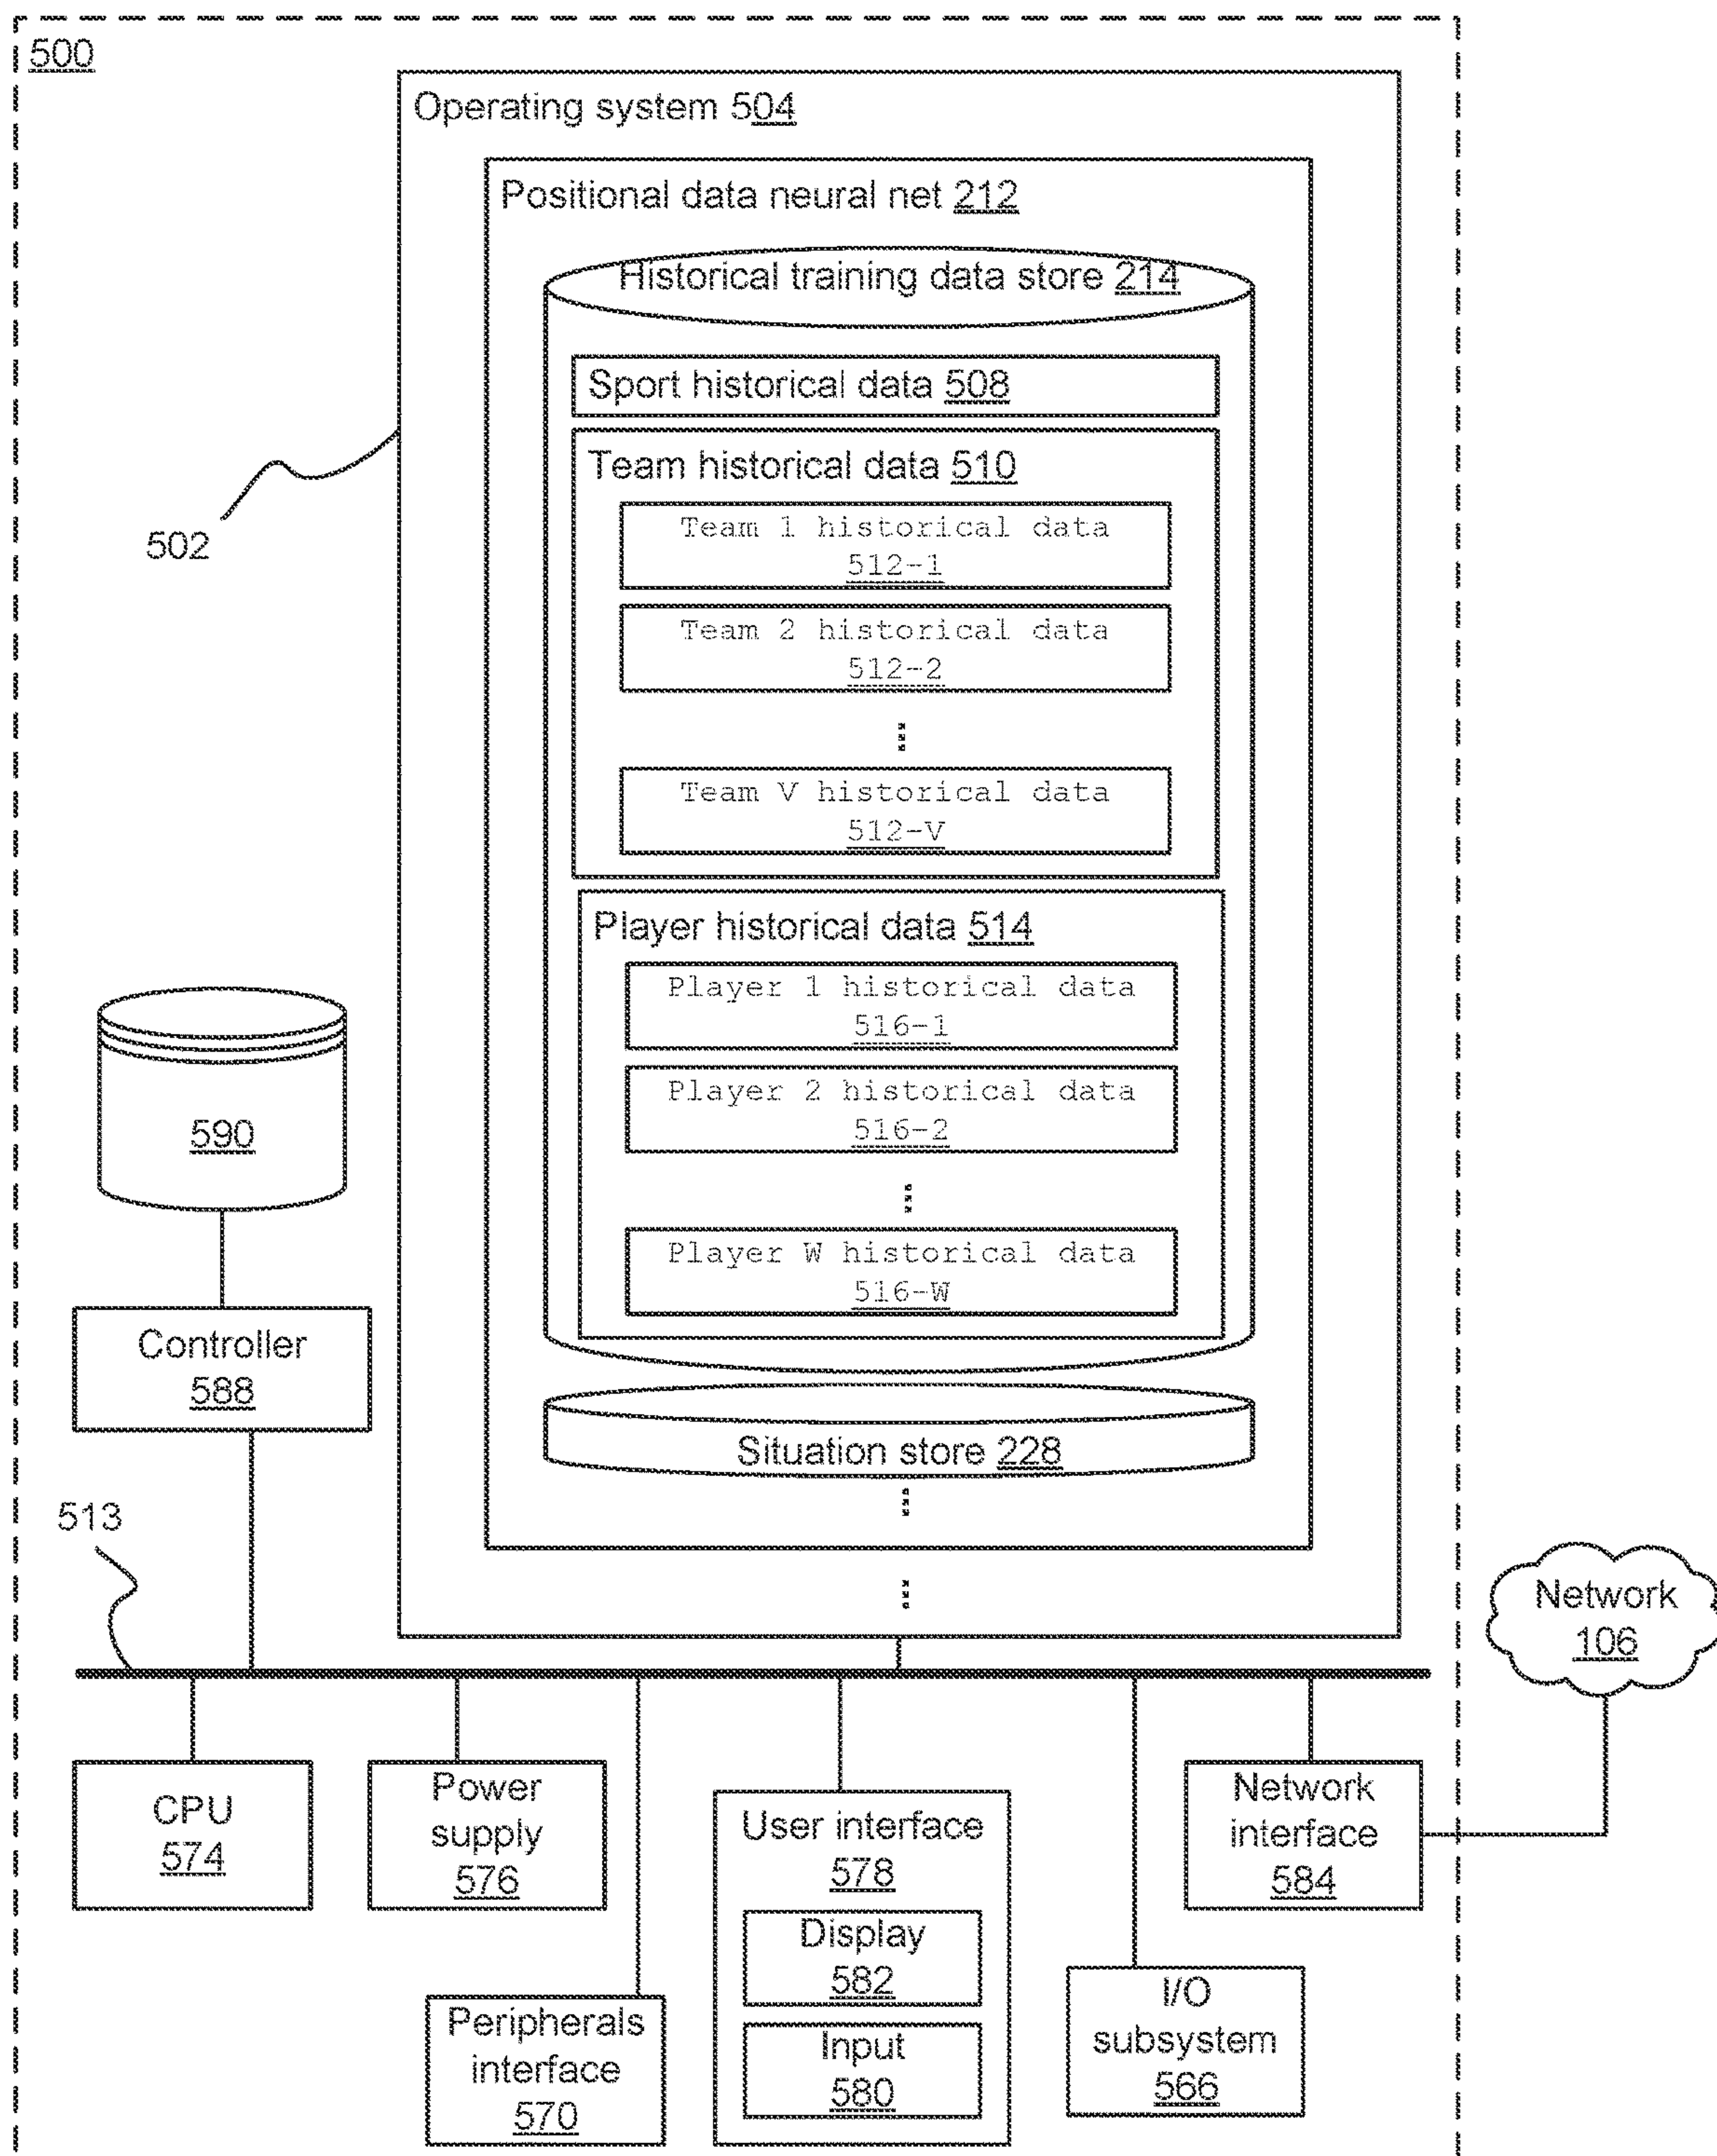 500
Operating system 504
Positional data neural net 212
Historical training data store 214
Sport historical data 508
Team historical data 510
Team 1 historical data
512-1
Team 2 historical data
512-2
Team V historical data
512-V
502
Player historical data 514
Player 1 historical data
516-1
Player 2 historical data
516-2
Player W historical data
516-W
590
Controller
588
Situation store 228
513
Network
106
CPU
574
Power
supply
576
User interface
578
Display
582
Input
580
Network
interface
584
Peripherals
interface
570
I/O
subsystem
566